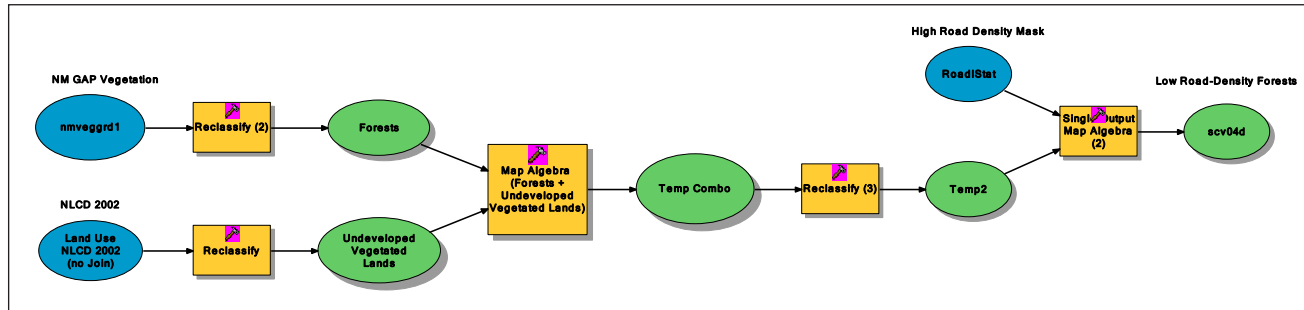 High Road Density Mask
NM GAP Vegetation
RoadlStat
Low Road-Density Forests
nmveggrd1
Reclassify (2)
Forests
Single Output
Map Algebra
(2)
scv04d
Map Algebra
(Forests +
Undeveloped
Vegetated Lands)
Temp Combo
Reclassify (3)
Temp2
NLCD 2002
Land Use
NLCD 2002
(no Join)
Reclassify
Undeveloped
Vegetated
Lands